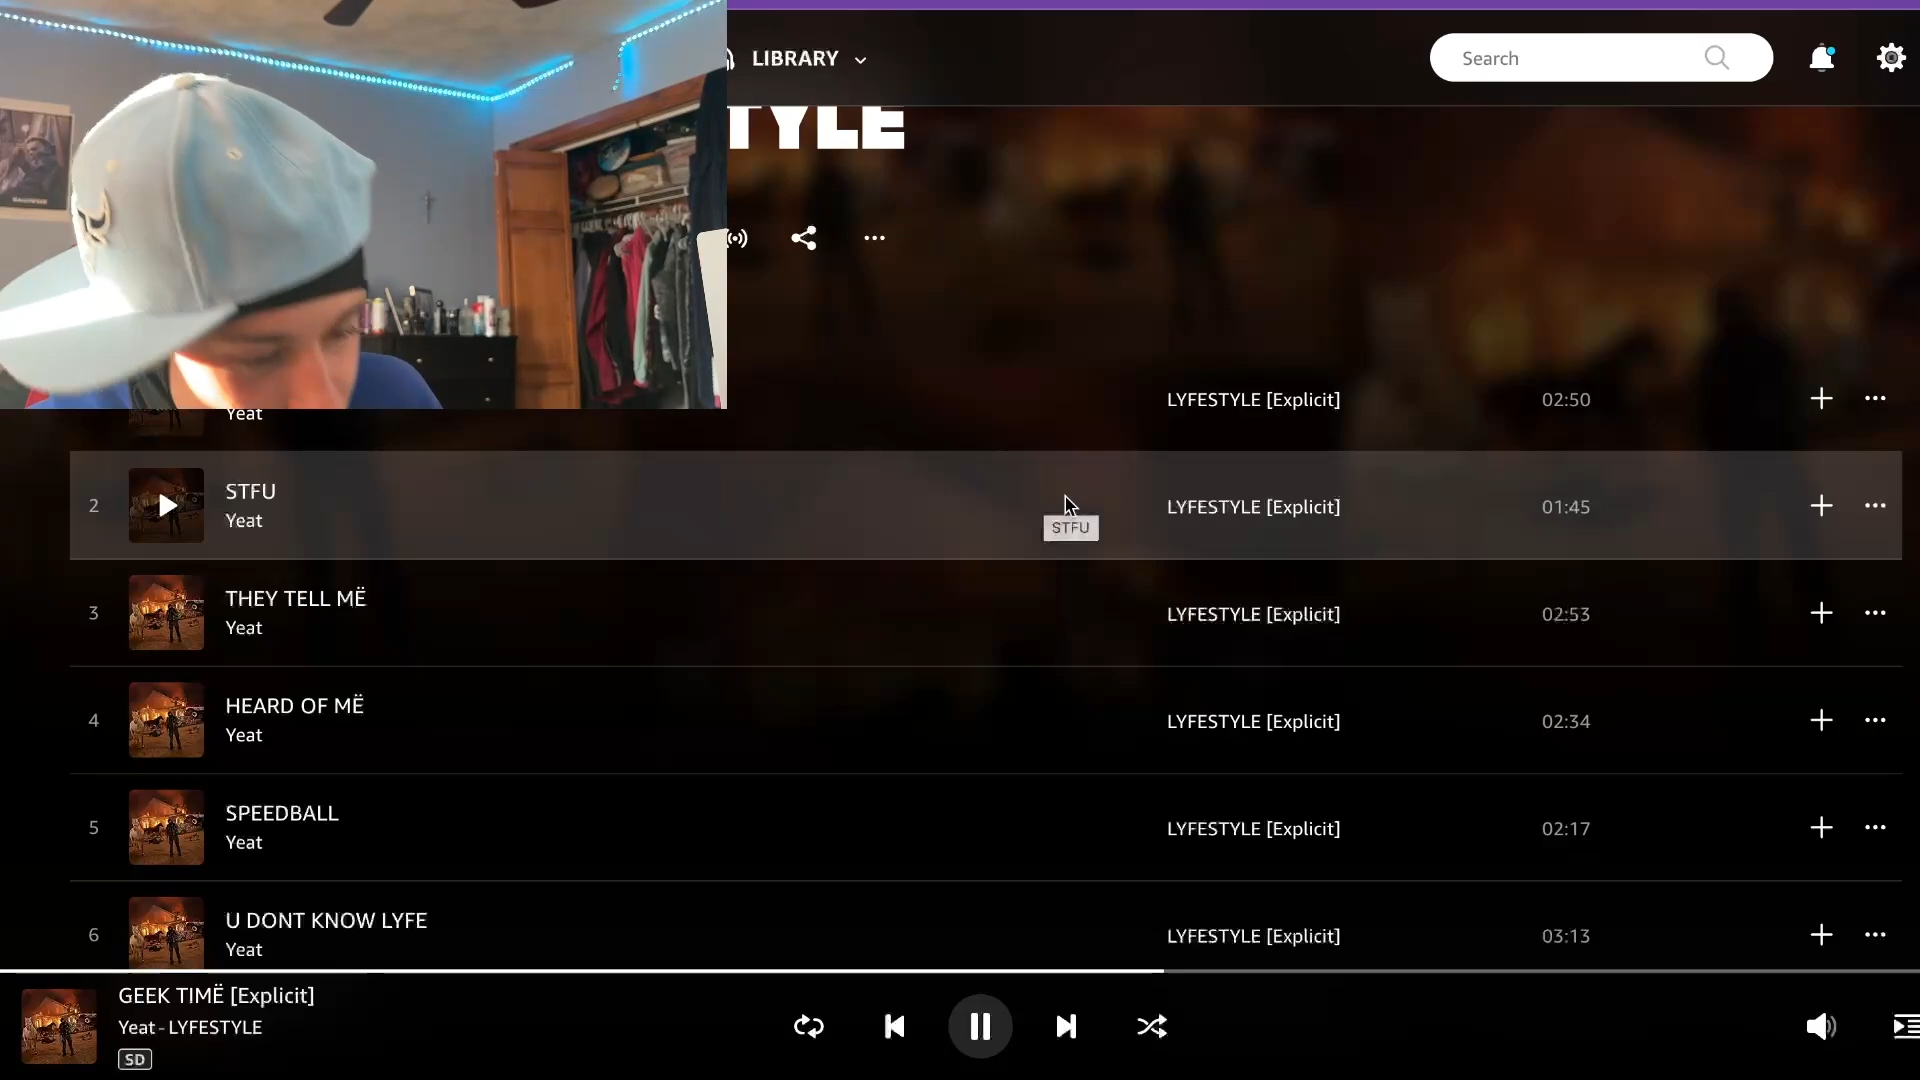 LIBRARY
Search
TYLE
Yeat
LYFESTYLE [Explicit]
02:50
2
STFU
Yeat
STFU
LYFESTYLE [Explicit]
01:45
3
THEY TELL MË
Yeat
LYFESTYLE [Explicit]
02:53
4
HEARD OF MË
Yeat
LYFESTYLE [Explicit]
02:34
5
SPEEDBALL
Yeat
LYFESTYLE [Explicit]
02:17
6
U DONT KNOW LYFE
Yeat
LYFESTYLE [Explicit]
03:13
GEEK TIMË [Explicit]
Yeat - LYFESTYLE
SD